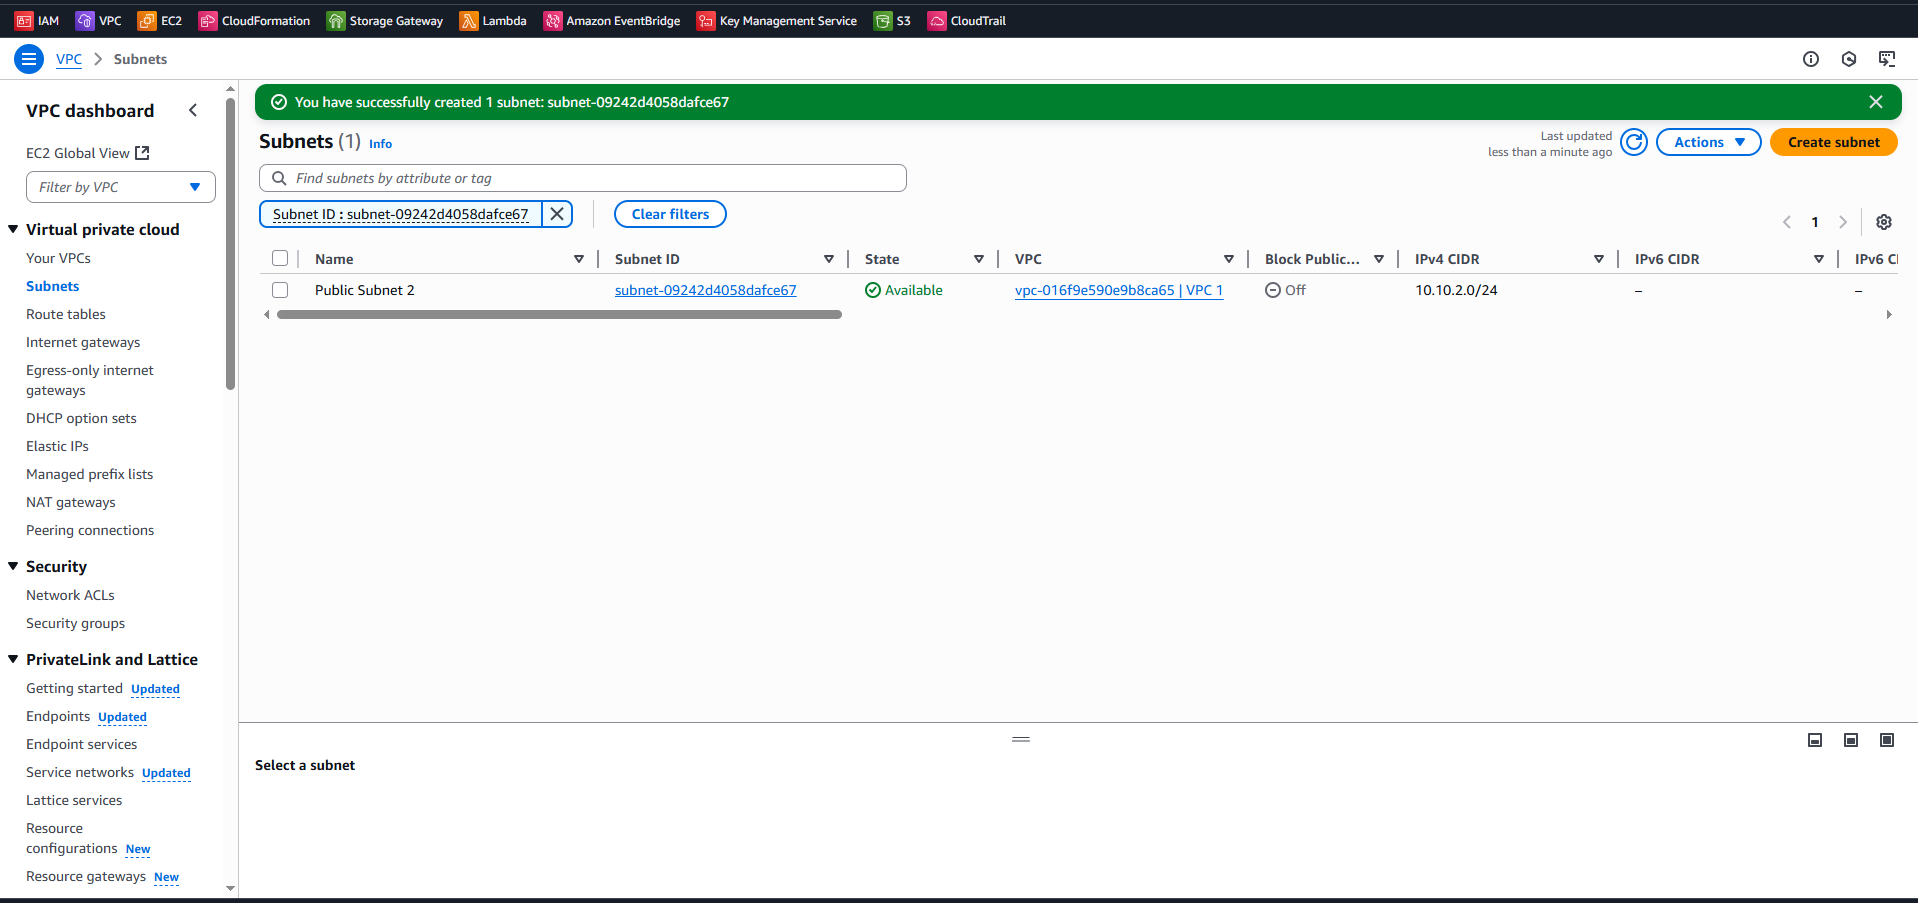 IAM VPC EC2 CloudFormation Storage Gateway Lambda Amazon EventBridge Key Management Service S3 CloudTrail
VPC Subnets
VPC dashboard
EC2 Global View
Filter by VPC
Virtual private cloud
Your VPCs
Subnets
Route tables
Internet gateways
Egress-only internet
gateways
DHCP option sets
Elastic IPs
Managed prefix lists
NAT gateways
Peering connections
Security
Network ACLs
Security groups
PrivateLink and Lattice
Getting started Updated
Endpoints Updated
Endpoint services
Service networks Updated
Lattice services
Resource
configurations New
Resource gateways New
You have successfully created 1 subnet: subnet-09242d4058dafce67
Subnets (1) Info
Last updated
less than a minute ago
Actions
Create subnet
Find subnets by attribute or tag
Subnet ID : subnet-09242d4058dafce67
Clear filters
1
Name Subnet ID State VPC Block Public... IPv4 CIDR IPv6 CIDR IPv6 CI
Public Subnet 2 subnet-09242d4058dafce67 Available vpc-016f9e590e9b8ca65 | VPC 1 Off 10.10.2.0/24 – –
Select a subnet